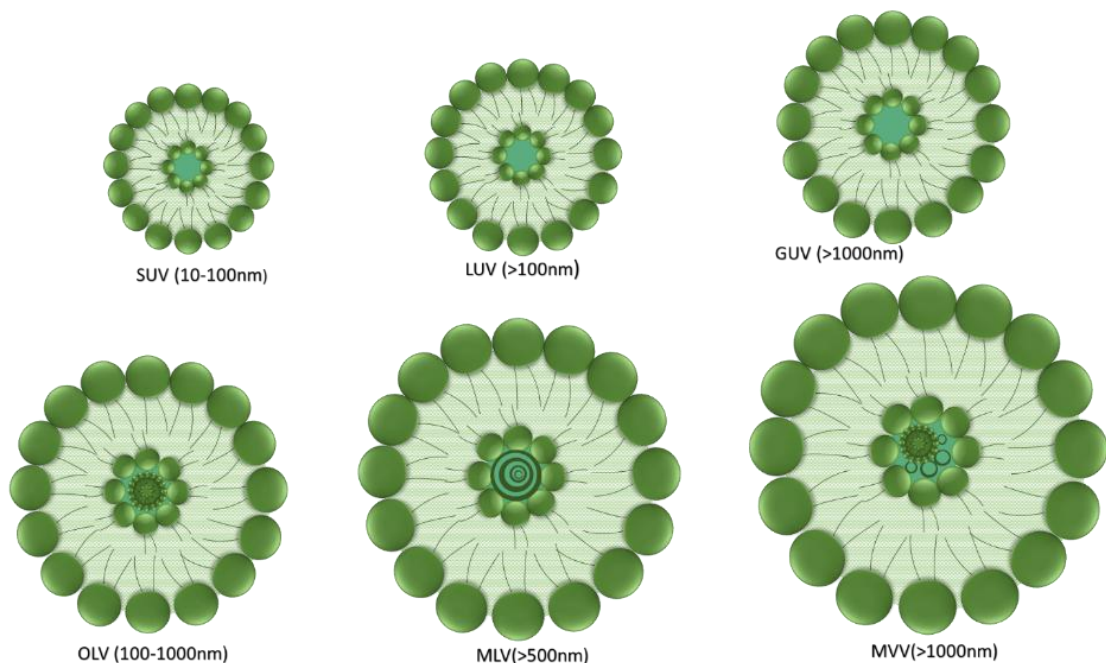 SUV (10-100nm)
LUV (>100nm)
GUV (>1000nm)
OLV (100-1000nm)
MLV(>500nm)
MVV(>1000nm)